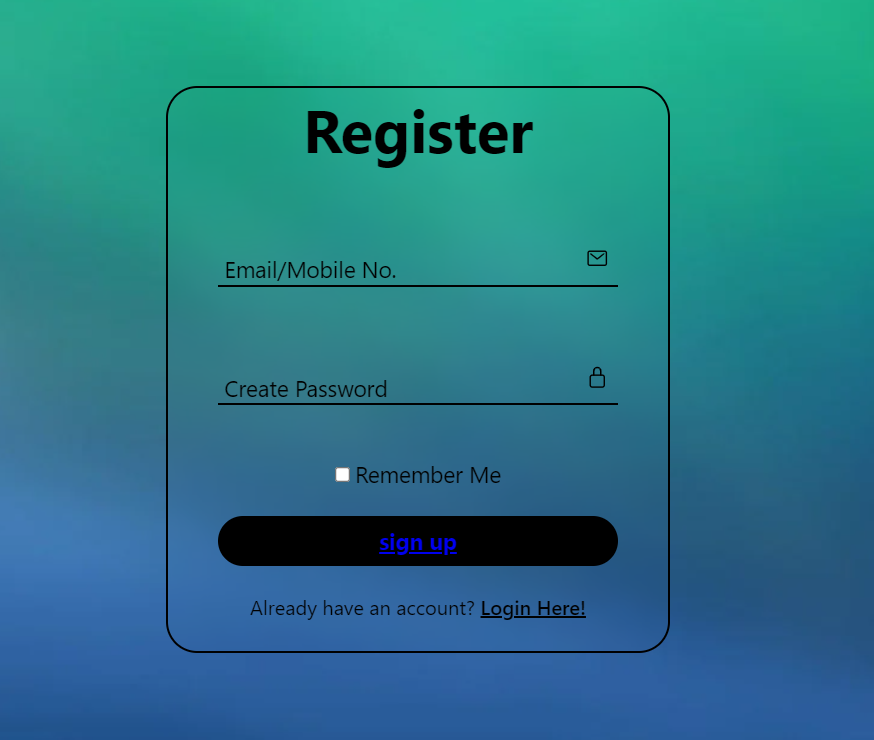 Register
Email/Mobile No.
Create Password
Remember Me
sign up
Already have an account? Login Here!